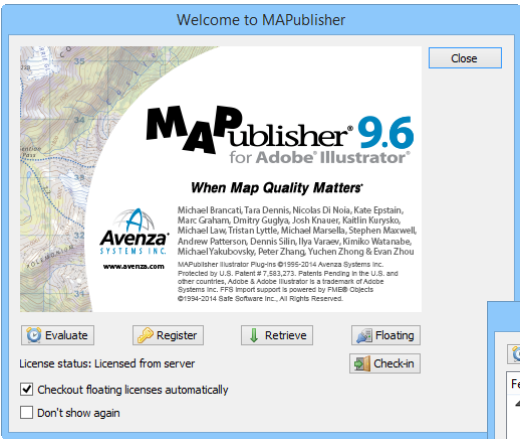 Welcome to MAPublisher
Close
MAPublisher® 9.6
for Adobe® Illustrator®
When Map Quality Matters®
Michael Brancati, Tara Dennis, Nicolas Di Noia, Kate Epstain,
Marc Graham, Dmitry Guglya, Josh Knauer, Kaitlin Kurysko,
Michael Law, Tristan Lyttle, Michael Marsella, Stephen Maxwell,
Andrew Patterson, Dennis Silin, Ilya Varaev, Kimiko Watanabe,
Michael Yakubovsky, Peter Zhang, Yuchen Zhong & Evan Zhou
Avenza
SYSTEMS INC.
www.avenza.com
MAPublisher Illustrator Plug-ins ©1995-2014 Avenza Systems Inc.
Protected by U.S. Patent # 7,583,273. Patents Pending in the U.S. and
other countries, Adobe & Adobe Illustrator is a trademark of Adobe
Systems Inc. FFS Import support is powered by FME® Objects
©1994-2014 Safe Software Inc., All Rights Reserved.
Evaluate
Register
Retrieve
Floating
License status: Licensed from server
Check-in
Checkout floating licenses automatically
Don't show again
Fe